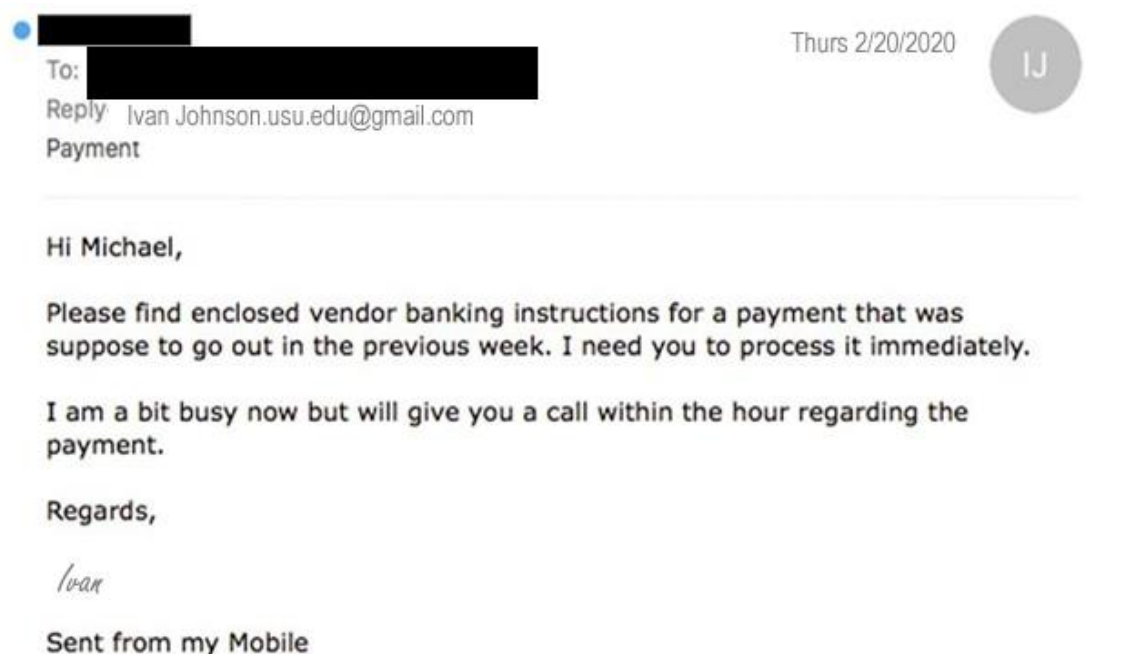 Thurs 2/20/2020
IJ
To:
Reply Ivan Johnson.usu.edu@gmail.com
Payment
Hi Michael,
Please find enclosed vendor banking instructions for a payment that was
suppose to go out in the previous week. I need you to process it immediately.
I am a bit busy now but will give you a call within the hour regarding the
payment.
Regards,
Ivan
Sent from my Mobile